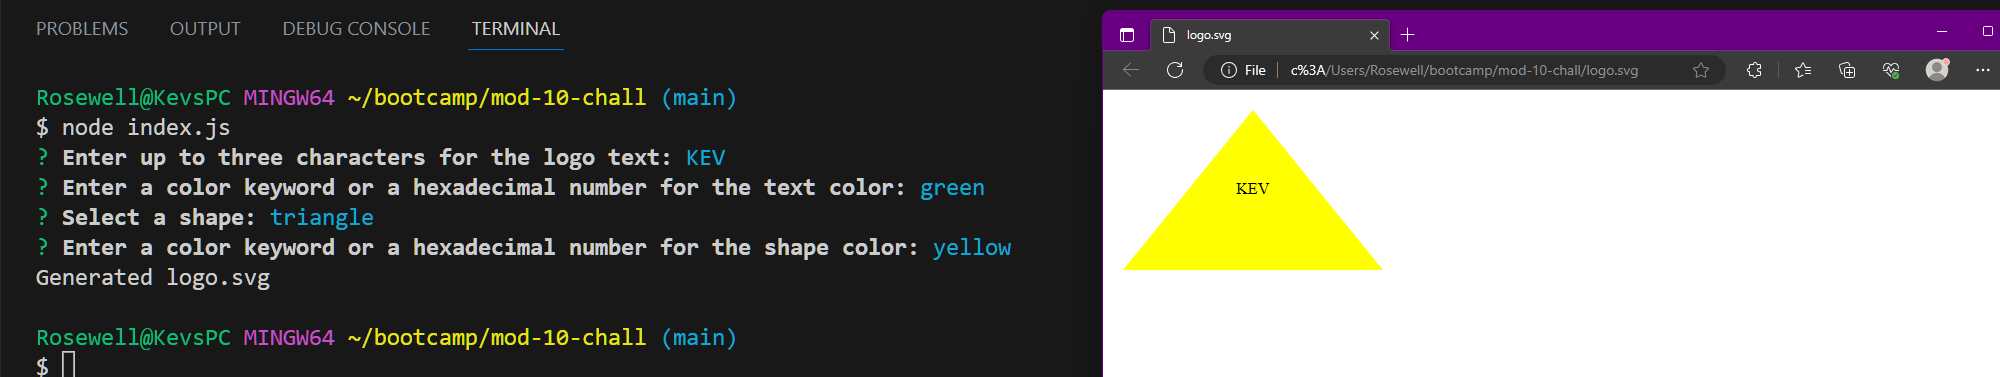 PROBLEMS OUTPUT DEBUG CONSOLE TERMINAL
Rosewell@KevsPC MINGW64 ~/bootcamp/mod-10-chall (main)
$ node index.js
? Enter up to three characters for the logo text: KEV
? Enter a color keyword or a hexadecimal number for the text color: green
? Select a shape: triangle
? Enter a color keyword or a hexadecimal number for the shape color: yellow
Generated logo.svg
Rosewell@KevsPC MINGW64 ~/bootcamp/mod-10-chall (main)
$
logo.svg
File c%3A/Users/Rosewell/bootcamp/mod-10-chall/logo.svg
KEV